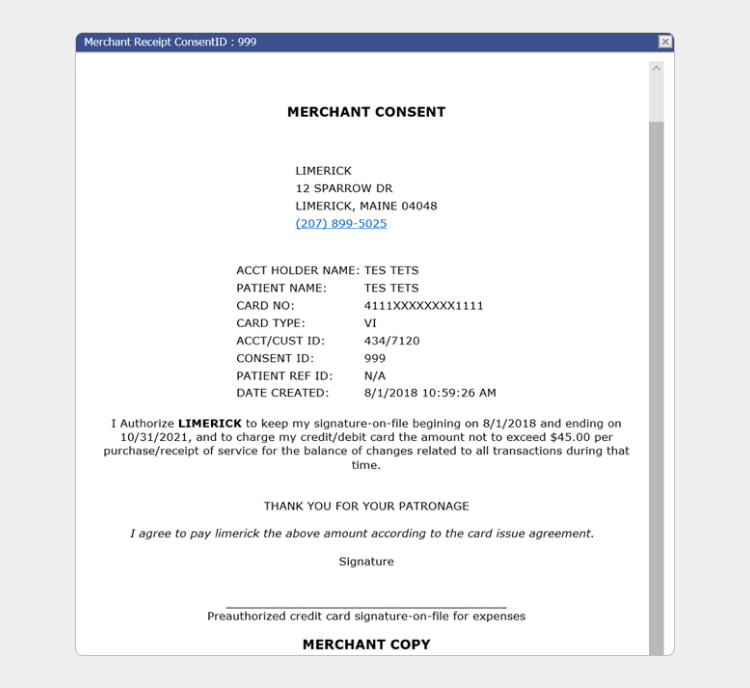 Merchant Receipt ConsentID : 999
MERCHANT CONSENT
LIMERICK
12 SPARROW DR
LIMERICK, MAINE 04048
(207) 899-5025
ACCT HOLDER NAME: TES TETS
PATIENT NAME: TES TETS
CARD NO: 4111XXXXXXXX1111
CARD TYPE: VI
ACCT/CUST ID: 434/7120
CONSENT ID: 999
PATIENT REF ID: N/A
DATE CREATED: 8/1/2018 10:59:26 AM
I Authorize LIMERICK to keep my signature-on-file begining on 8/1/2018 and ending on
10/31/2021, and to charge my credit/debit card the amount not to exceed $45.00 per
purchase/receipt of service for the balance of changes related to all transactions during that
time.
THANK YOU FOR YOUR PATRONAGE
I agree to pay limerick the above amount according to the card issue agreement.
Signature
Preauthorized credit card signature-on-file for expenses
MERCHANT COPY